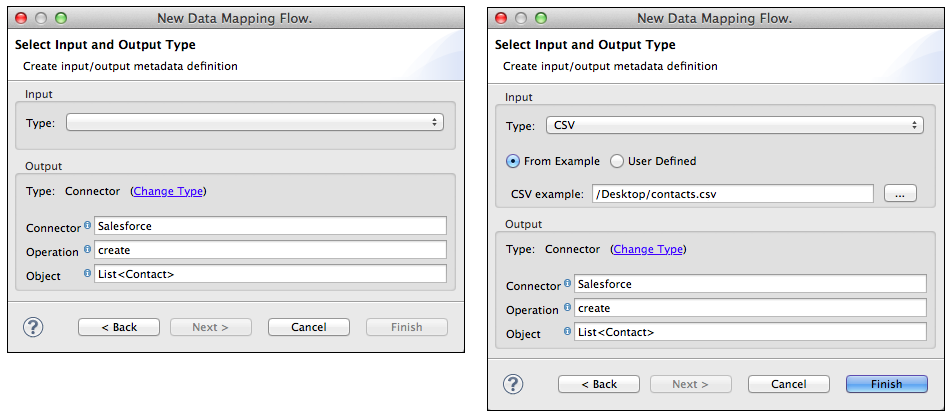 New Data Mapping Flow.
Select Input and Output Type
Create input/output metadata definition
Input
Type:
Output
Type: Connector (Change Type)
Connector Salesforce
Operation create
Object List<Contact>
? < Back Next > Cancel Finish
New Data Mapping Flow.
Select Input and Output Type
Create input/output metadata definition
Input
Type: CSV
From Example User Defined
CSV example: /Desktop/contacts.csv ...
Output
Type: Connector (Change Type)
Connector Salesforce
Operation create
Object List<Contact>
? < Back Next > Cancel Finish